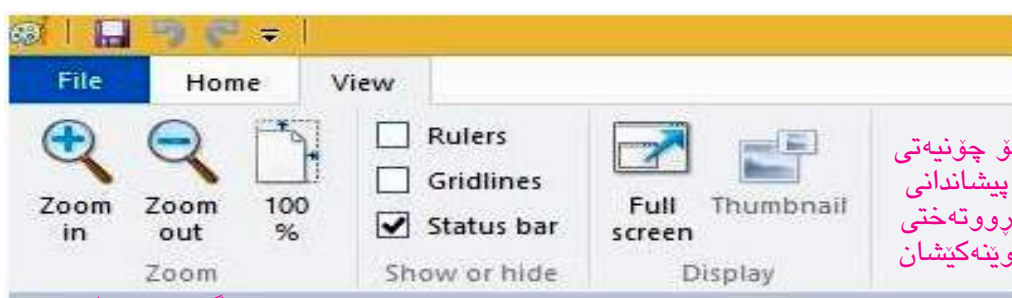 File Home View
Rulers
Gridlines
Status bar
Zoom in
Zoom out
100 %
Full screen
Thumbnail
Zoom
Show or hide
Display
چۆنیەتی
پیشاندانی
ڕووتەختی
وێنەکێشان